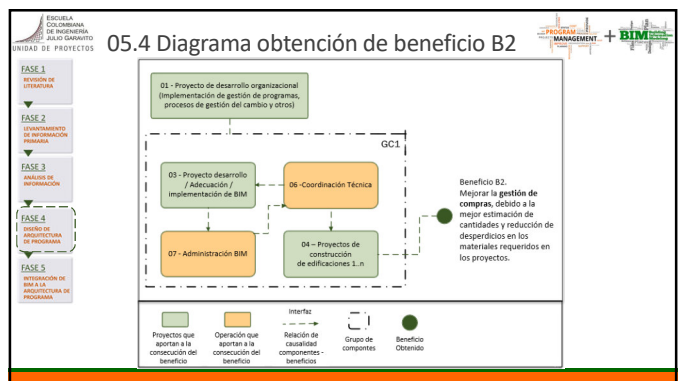 ESCUELA
COLOMBIANA
DE INGENIERÍA
JULIO GARAVITO
UNIDAD DE PROYECTOS
05.4 Diagrama obtención de beneficio B2
PROGRAM
MANAGEMENT
+
BIM
FASE 1
REVISIÓN DE
LITERATURA
FASE 2
LEVANTAMIENTO
DE INFORMACIÓN
PRIMARIA
FASE 3
ANÁLISIS DE
INFORMACIÓN
FASE 4
DISEÑO DE
ARQUITECTURA
DE PROGRAMA
FASE 5
INTEGRACIÓN DE
BIM A LA
ARQUITECTURA DE
PROGRAMA
01 - Proyecto de desarrollo organizacional
(Implementación de gestión de programas,
procesos de gestión del cambio y otros)
GC1
03 - Proyecto desarrollo
/ Adecuación /
implementación de BIM
06 -Coordinación Técnica
07 - Administración BIM
04 – Proyectos de
construcción
de edificaciones 1..n
Beneficio B2.
Mejorar la gestión de
compras, debido a la
mejor estimación de
cantidades y reducción de
desperdicios en los
materiales requeridos en
los proyectos.
Proyectos que
aportan a la
consecución del
beneficio
Operación que
aportan a la
consecución del
beneficio
Interfaz
Relación de
causalidad
componentes -
beneficios
Grupo de
compontes
Beneficio
Obtenido